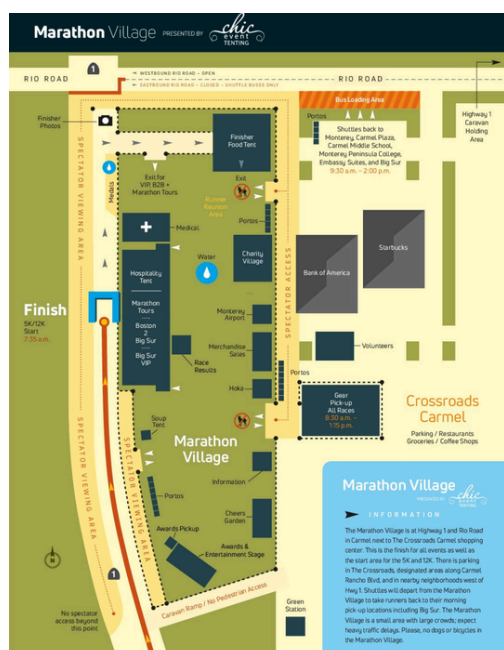 Marathon Village PRESENTED BY chic
event
TENTING
1
WESTBOUND RIO ROAD – OPEN
RIO ROAD
RIO ROAD
EASTBOUND ROAD – CLOSED – SHUTTLE BUSES ONLY
Bus Loading Area
Finisher
Photos
Portos
Highway 1
Caravan
Holding
Area
Finisher
Food Tent
Shuttles back to
Monterey, Carmel Plaza,
Carmel Middle School,
Monterey Peninsula College,
Embassy Suites, and Big Sur
9:30 a.m. – 2:00 p.m.
SPECTATOR VIEWING AREA
Medals
Exit for
VIP, B2B +
Marathon Tours
Exit
Runner
Reunion
Area
Portos
Medical
Charity
Village
SPECTATOR ACCESS
Starbucks
Bank of America
Water
Hospitality
Tent
Marathon
Tours
Boston
2
Big Sur
Big Sur
VIP
Finish
5K/12K
Start
7:35 a.m.
Monterey
Airport
Merchandise
Sales
Race
Results
Volunteers
Hoka
Portos
Gear
Pick-up
All Races
8:30 a.m. –
1:15 p.m.
Crossroads
Carmel
Parking / Restaurants
Groceries / Coffee Shops
Soup
Tent
Marathon
Village
SPECTATOR VIEWING AREA
SPECTATOR VIEWING AREA
Portos
Information
Awards Pickup
Cheers
Garden
Awards &
Entertainment Stage
N
1
No spectator
access beyond
this point.
Caravan Ramp / No Pedestrian Access
Green
Station
Marathon Village
PRESENTED BY chic
event
TENTING
INFORMATION
The Marathon Village is at Highway 1 and Rio Road
in Carmel next to The Crossroads Carmel shopping
center. This is the finish for all events as well as
the start area for the 5K and 12K. There is parking
in The Crossroads, designated areas along Carmel
Rancho Blvd, and in nearby neighborhoods west of
Hwy 1. Shuttles will depart from the Marathon
Village to take runners back to their morning
pick-up locations including Big Sur. The Marathon
Village is a small area with large crowds; expect
heavy traffic delays. Please, no dogs or bicycles in
the Marathon Village.